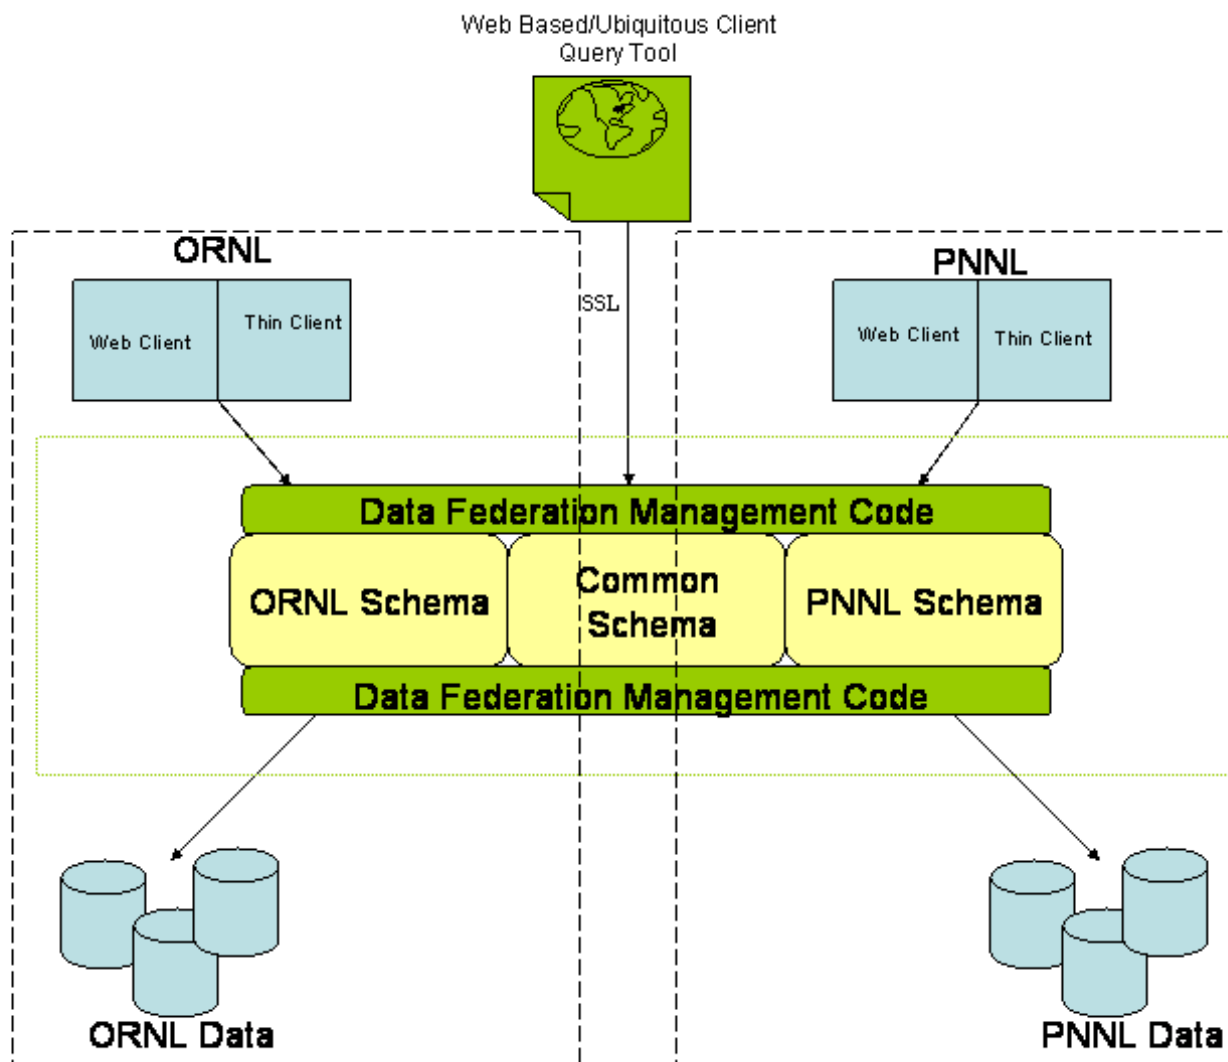 Web Based/Ubiquitous Client
Query Tool
ORNL
PNNL
Web Client
Thin Client
SSL
Web Client
Thin Client
Data Federation Management Code
ORNL Schema
Common
Schema
PNNL Schema
Data Federation Management Code
ORNL Data
PNNL Data